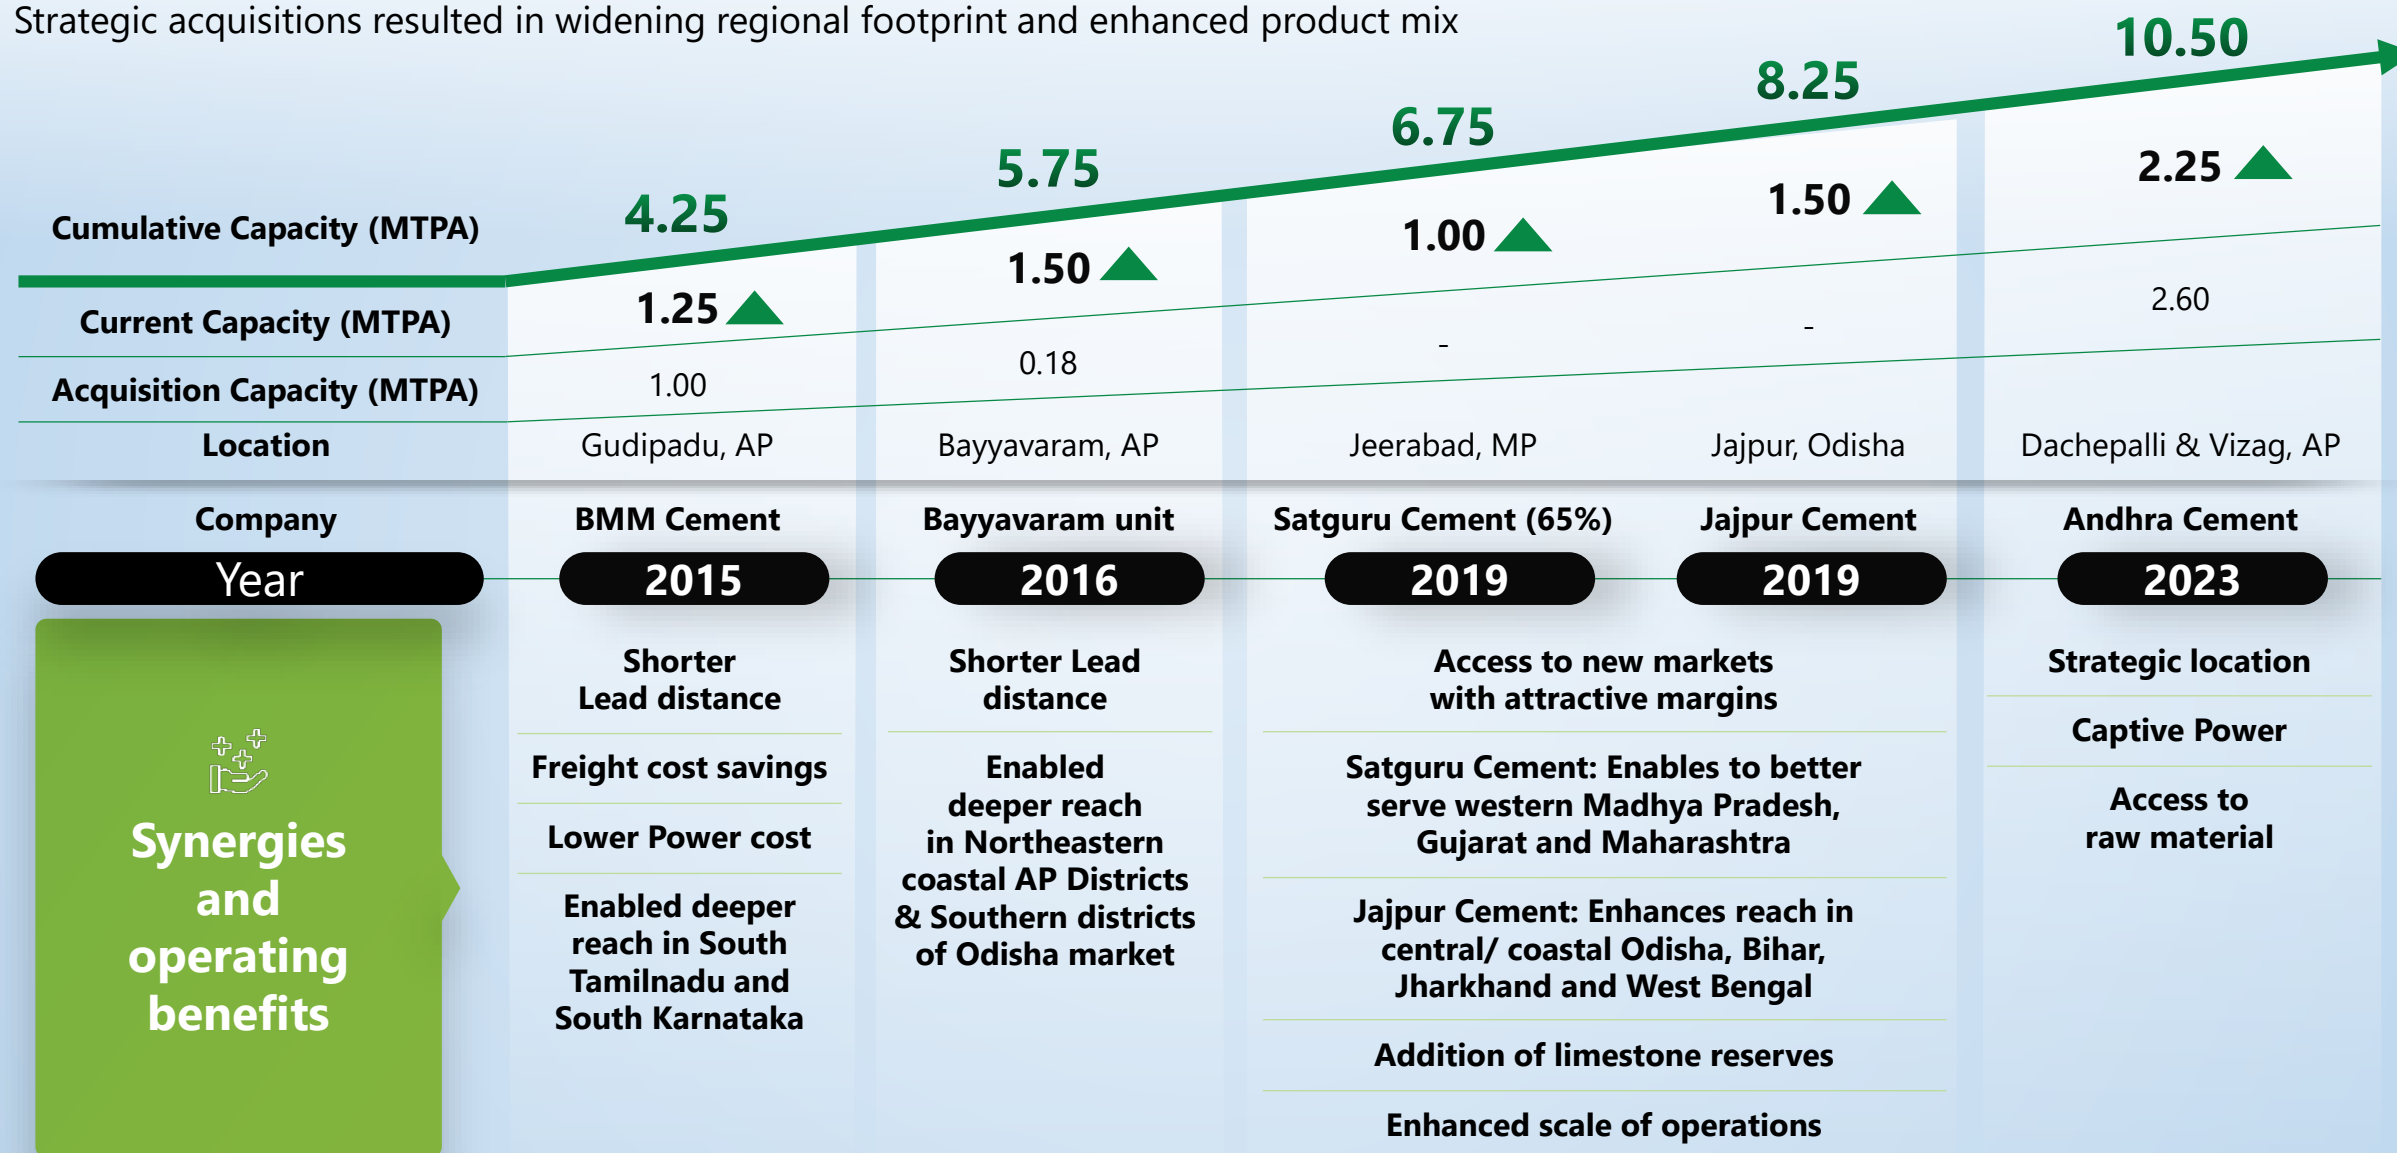 Strategic acquisitions resulted in widening regional footprint and enhanced product mix
4.25
5.75
6.75
8.25
10.50
Cumulative Capacity (MTPA)
1.25
1.50
1.00
1.50
2.25
Current Capacity (MTPA)
1.00
0.18
-
-
2.60
Acquisition Capacity (MTPA)
Location
Gudipadu, AP
Bayyavaram, AP
Jeerabad, MP
Jajpur, Odisha
Dachepalli & Vizag, AP
Company
BMM Cement
Bayyavaram unit
Satguru Cement (65%)
Jajpur Cement
Andhra Cement
Year
2015
2016
2019
2019
2023
Synergies
and
operating
benefits
Shorter
Lead distance
Freight cost savings
Lower Power cost
Enabled deeper
reach in South
Tamilnadu and
South Karnataka
Shorter Lead
distance
Enabled
deeper reach
in Northeastern
coastal AP Districts
& Southern districts
of Odisha market
Access to new markets
with attractive margins
Satguru Cement: Enables to better
serve western Madhya Pradesh,
Gujarat and Maharashtra
Jajpur Cement: Enhances reach in
central/ coastal Odisha, Bihar,
Jharkhand and West Bengal
Addition of limestone reserves
Enhanced scale of operations
Strategic location
Captive Power
Access to
raw material